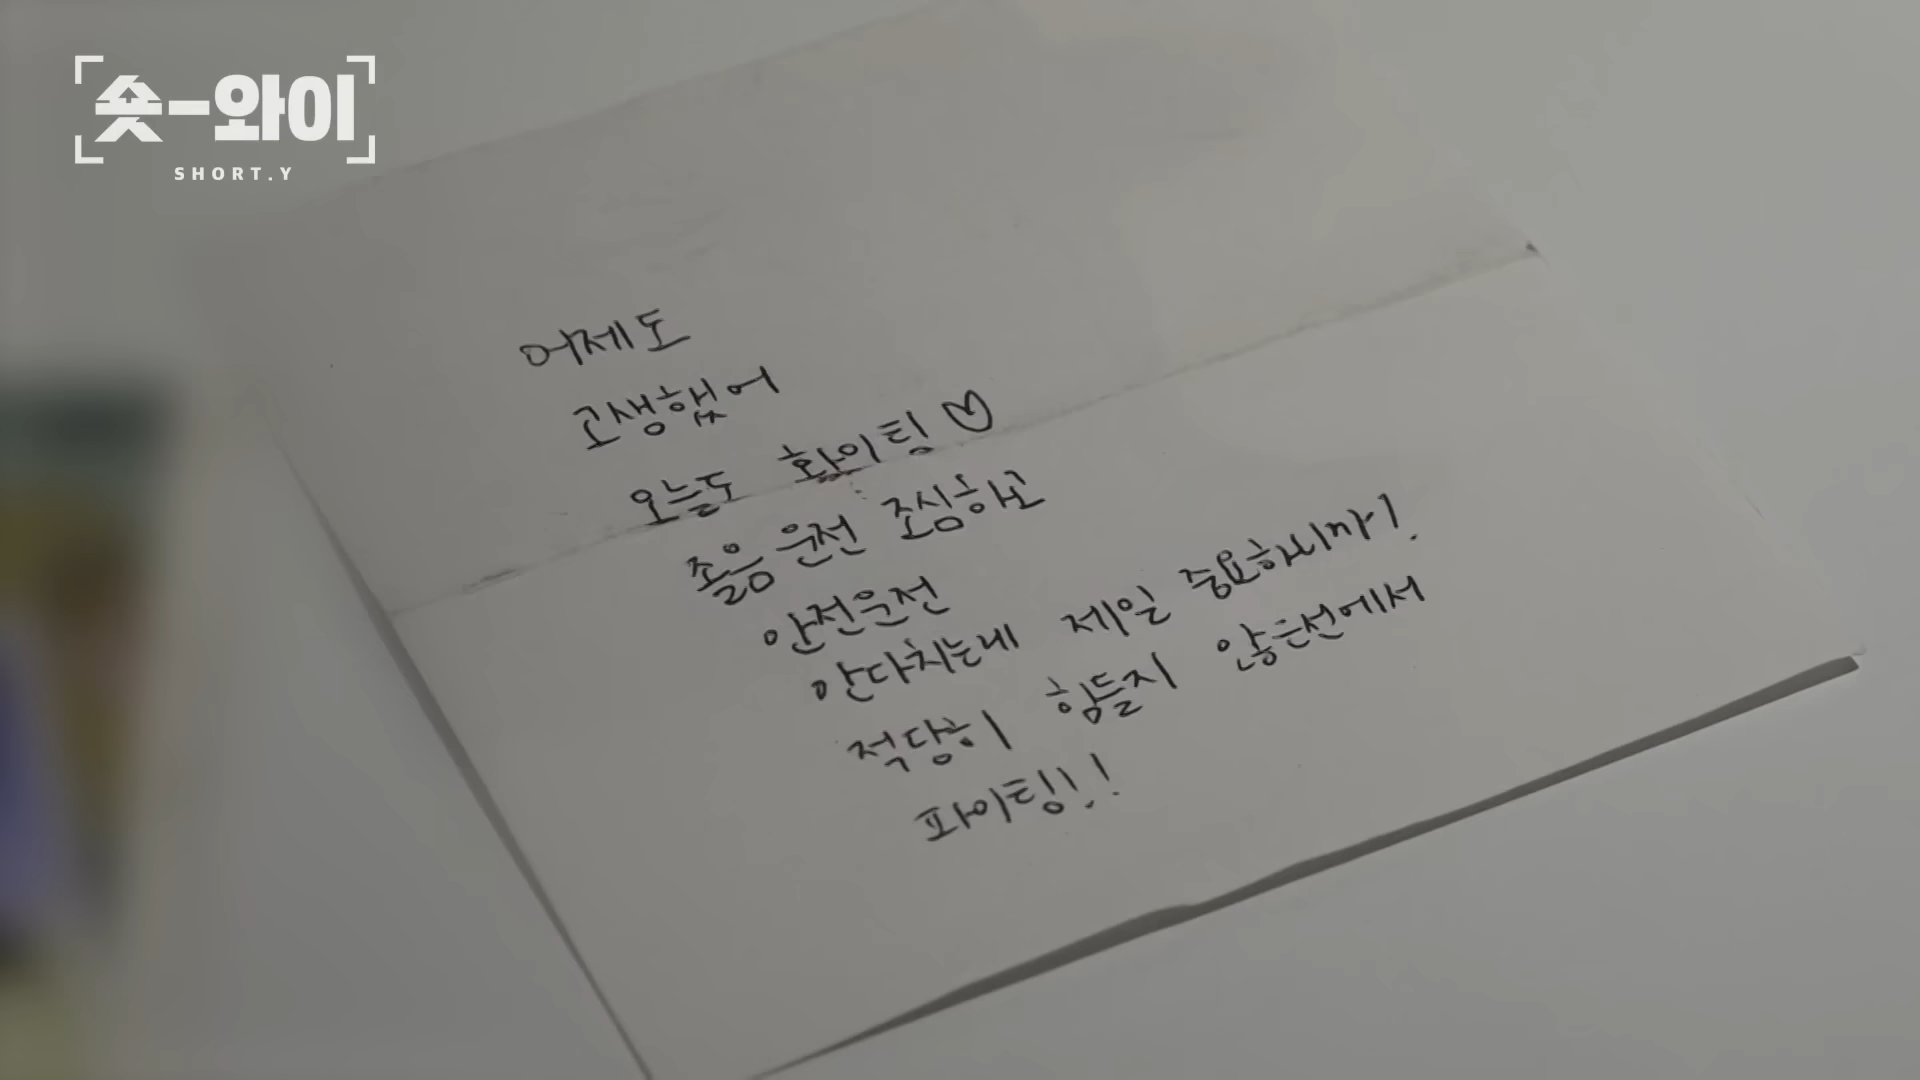 숏-와이
SHORT.Y
어제도
고생했어
오늘도 화이팅♡
졸음운전 조심하고
안전운전
안다치는게 제일 중요하니까!
적당히 힘들지 않은선에서
파이팅!!